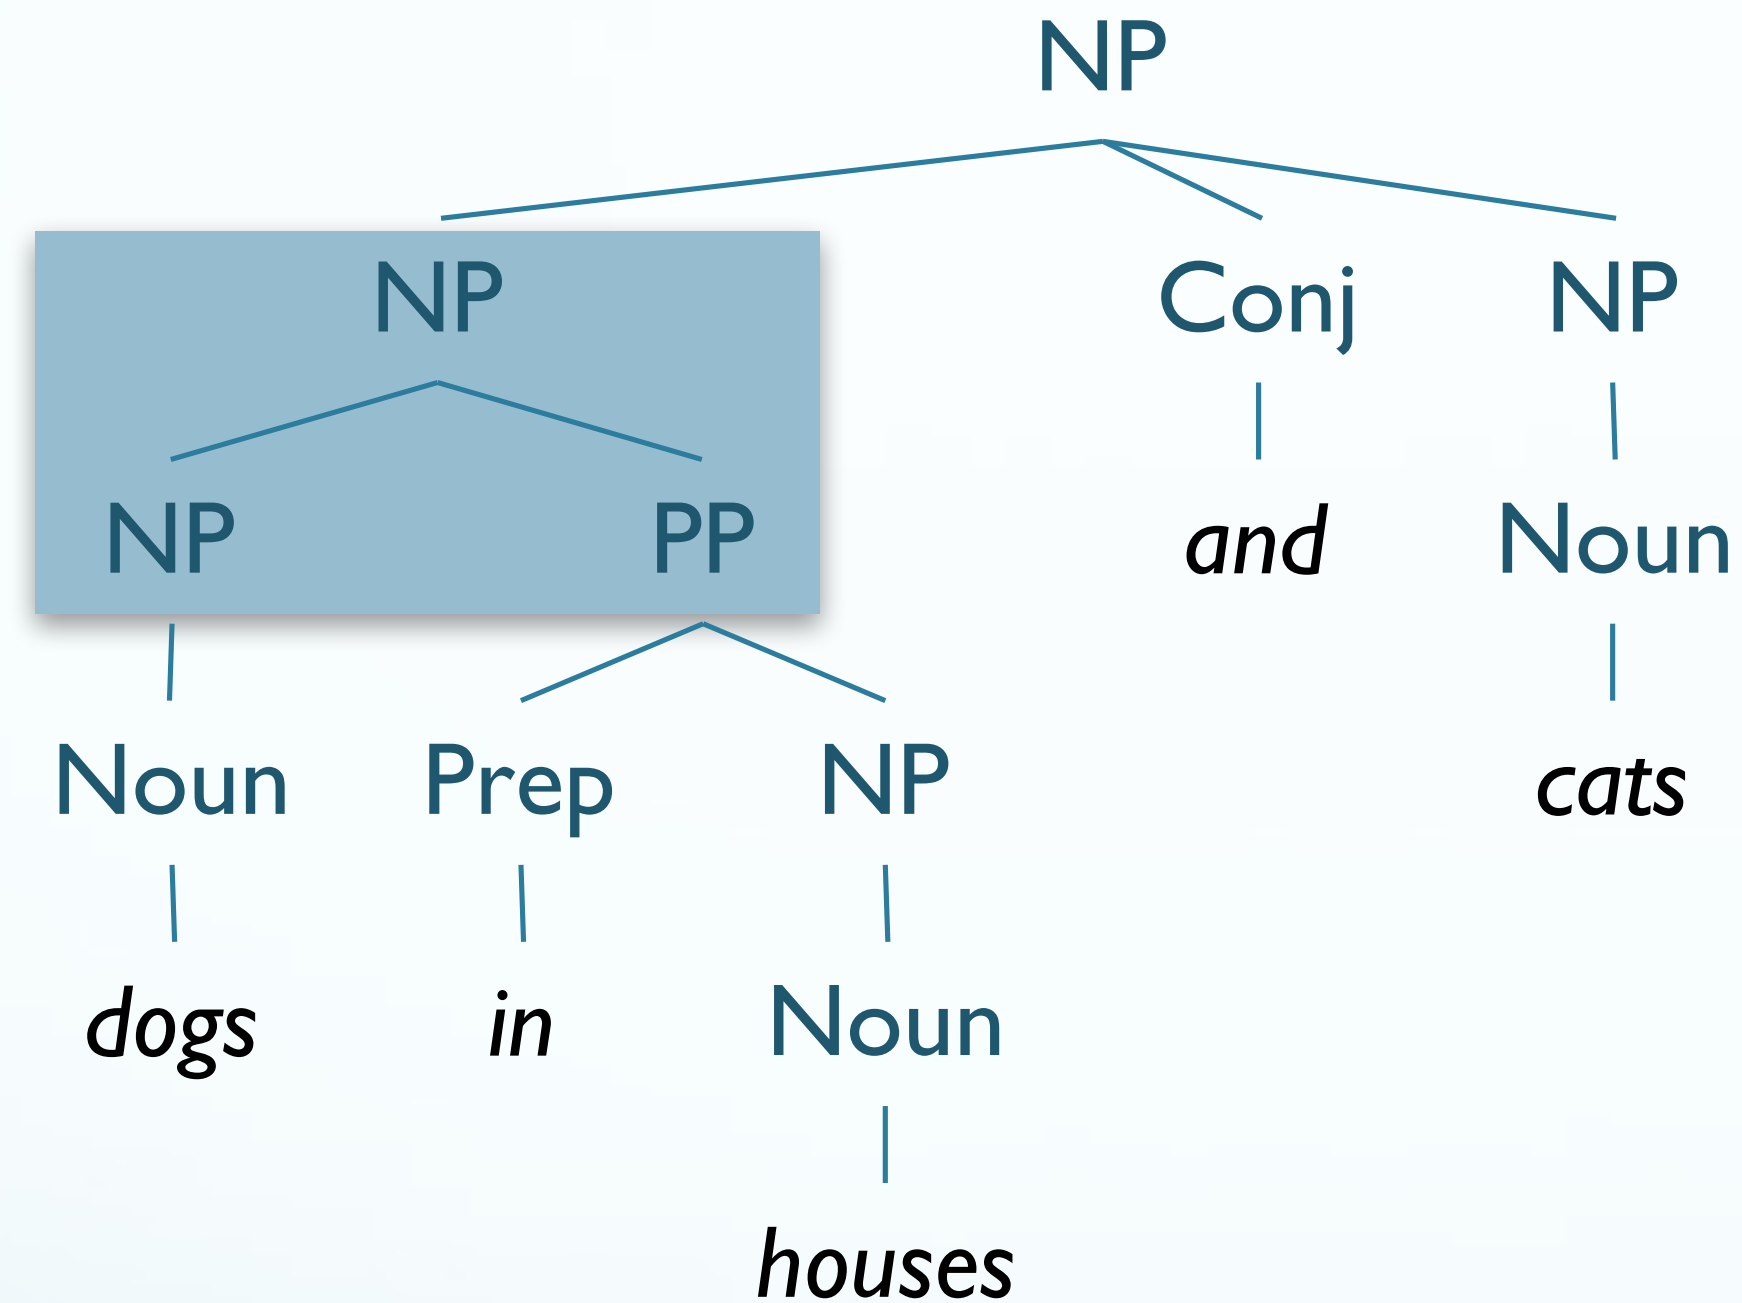 NP
NP Conj NP
NP PP and Noun
Noun Prep NP cats
dogs in Noun
houses